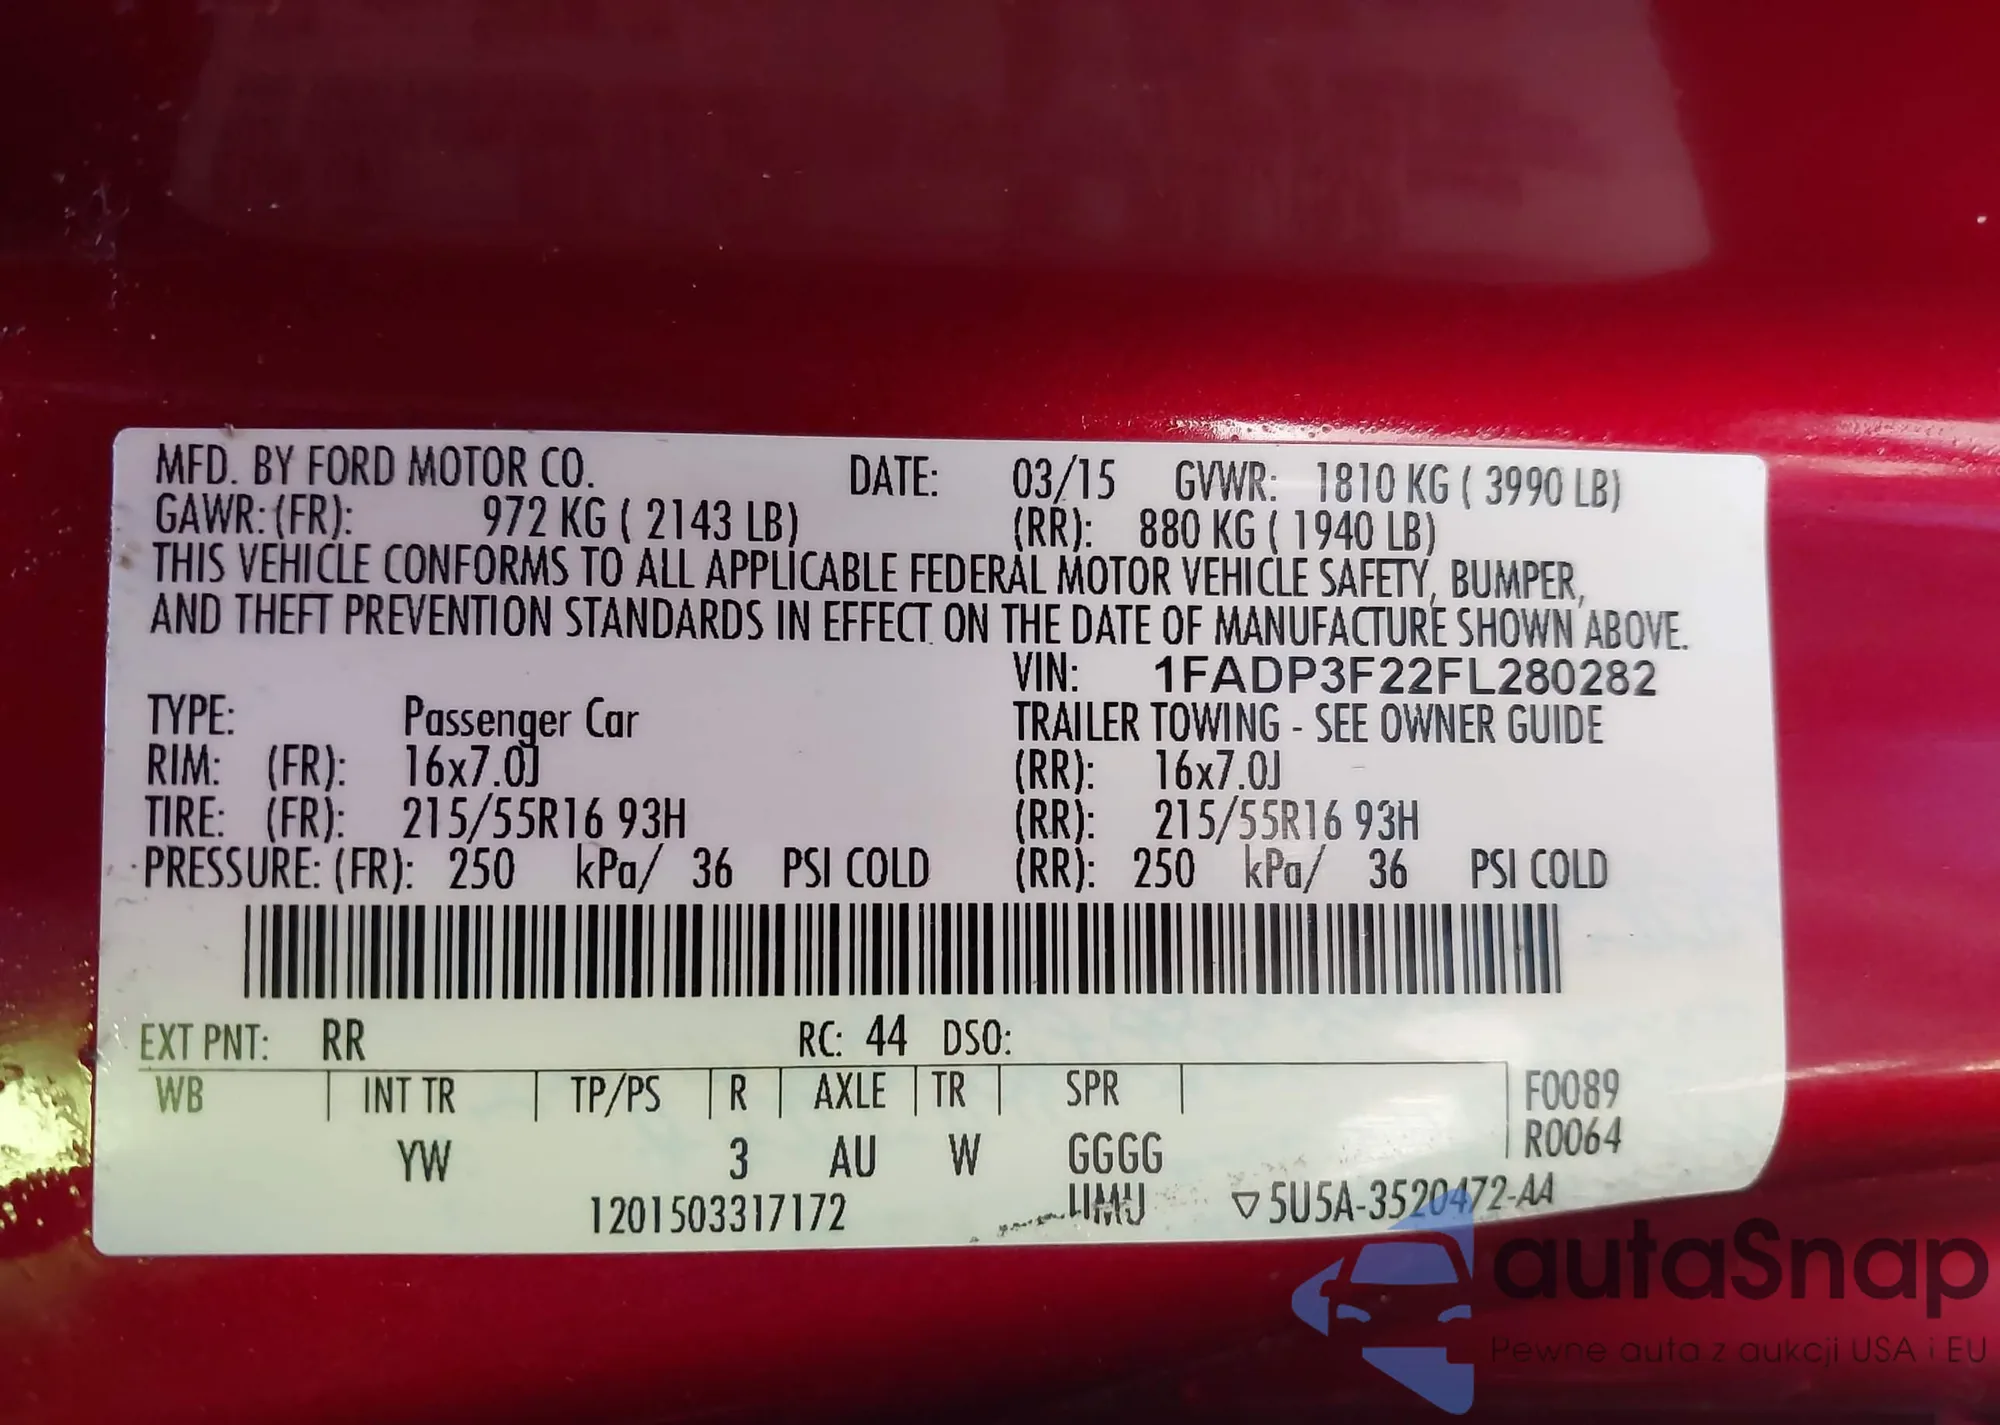 MFD. BY FORD MOTOR CO. DATE: 03/15 GVWR: 1810 KG ( 3990 LB)
GAWR: (FR): 972 KG ( 2143 LB) (RR): 880 KG ( 1940 LB)
THIS VEHICLE CONFORMS TO ALL APPLICABLE FEDERAL MOTOR VEHICLE SAFETY, BUMPER,
AND THEFT PREVENTION STANDARDS IN EFFECT ON THE DATE OF MANUFACTURE SHOWN ABOVE.
VIN: 1FADP3F22FL280282
TYPE: Passenger Car TRAILER TOWING - SEE OWNER GUIDE
RIM: (FR): 16x7.0J (RR): 16x7.0J
TIRE: (FR): 215/55R16 93H (RR): 215/55R16 93H
PRESSURE: (FR): 250 kPa/ 36 PSI COLD (RR): 250 kPa/ 36 PSI COLD
EXT PNT: RR RC: 44 DSO:
WB INT TR TP/PS R AXLE TR SPR F0089
R0064
YW 3 AU W GGGG
1201503317172 5U5A-3520472-AA
autaSnap
Pewne auta z aukcji USA i EU